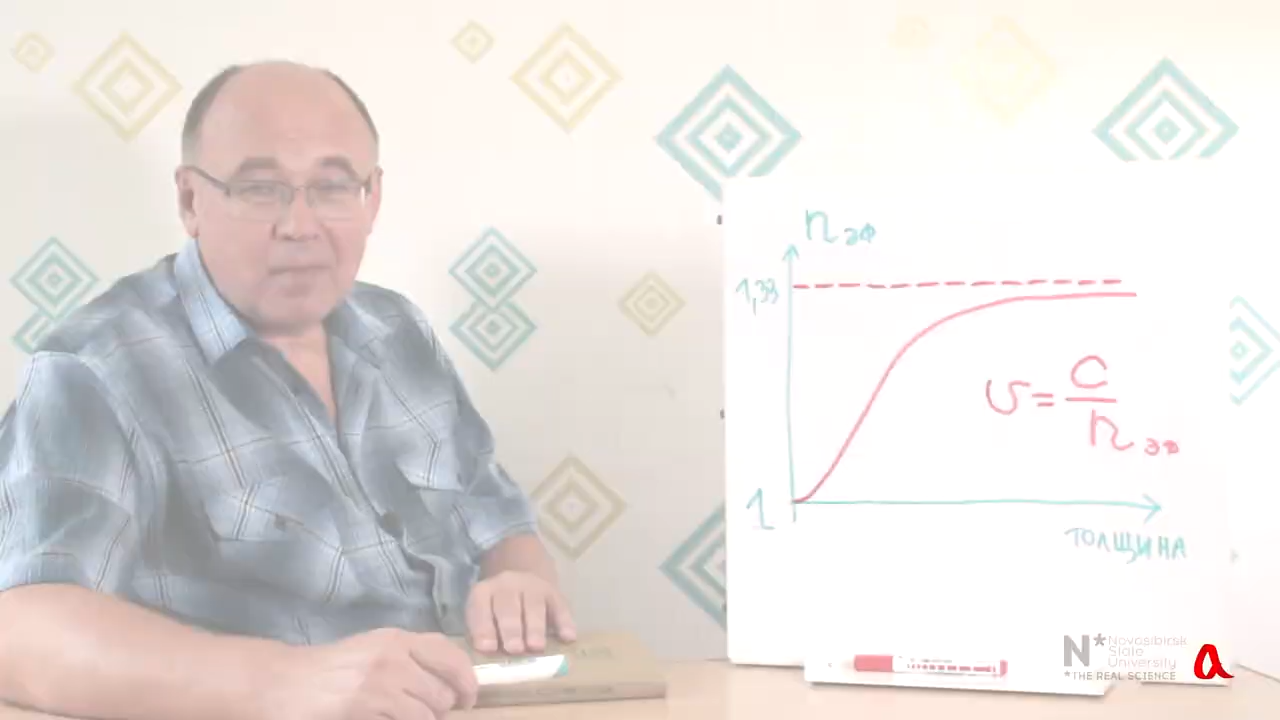 nэф
1,33
υ = c / nэф
1
ТОЛЩИНА
N* Novosibirsk
State
University
*THE REAL SCIENCE